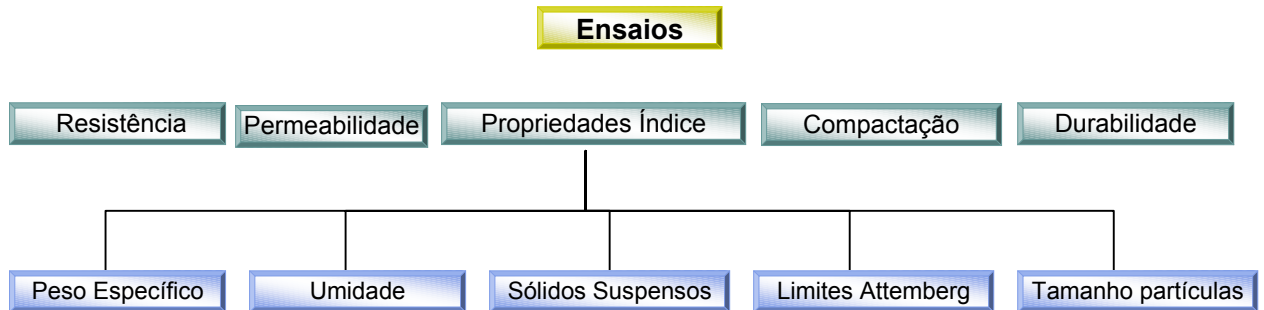 Ensaios
Resistência
Permeabilidade
Propriedades Índice
Compactação
Durabilidade
Peso Específico
Umidade
Sólidos Suspensos
Limites Attemberg
Tamanho partículas